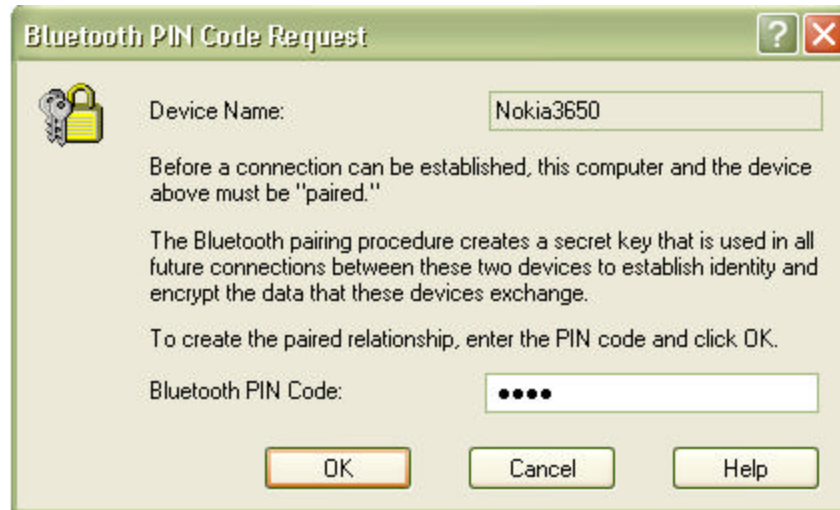 Bluetooth PIN Code Request
Device Name: Nokia3650
Before a connection can be established, this computer and the device
above must be "paired."
The Bluetooth pairing procedure creates a secret key that is used in all
future connections between these two devices to establish identity and
encrypt the data that these devices exchange.
To create the paired relationship, enter the PIN code and click OK.
Bluetooth PIN Code: ••••
OK Cancel Help